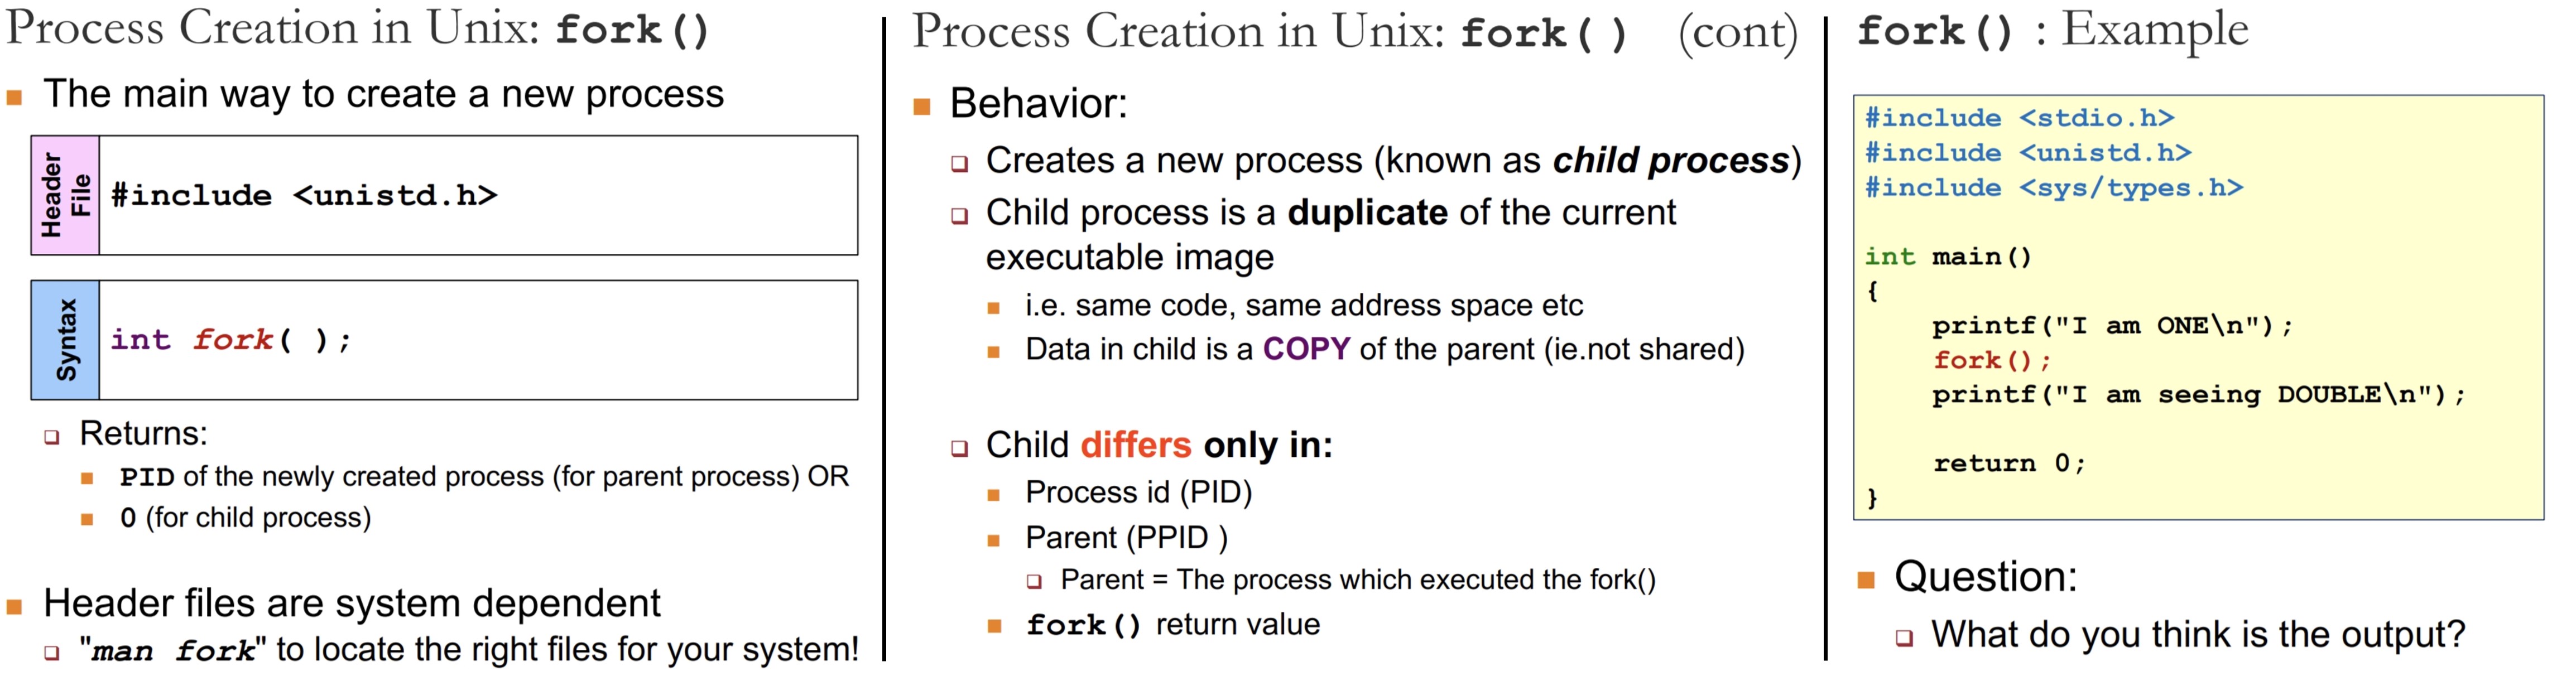 Process Creation in Unix: fork()
The main way to create a new process
Header
File
#include <unistd.h>
Syntax
int fork( );
Returns:
PID of the newly created process (for parent process) OR
0 (for child process)
Header files are system dependent
"man fork" to locate the right files for your system!
Process Creation in Unix: fork( ) (cont)
Behavior:
Creates a new process (known as child process)
Child process is a duplicate of the current
executable image
i.e. same code, same address space etc
Data in child is a COPY of the parent (ie.not shared)
Child differs only in:
Process id (PID)
Parent (PPID )
Parent = The process which executed the fork()
fork() return value
fork() : Example
#include <stdio.h>
#include <unistd.h>
#include <sys/types.h>
int main()
{
printf("I am ONE\n");
fork();
printf("I am seeing DOUBLE\n");
return 0;
}
Question:
What do you think is the output?